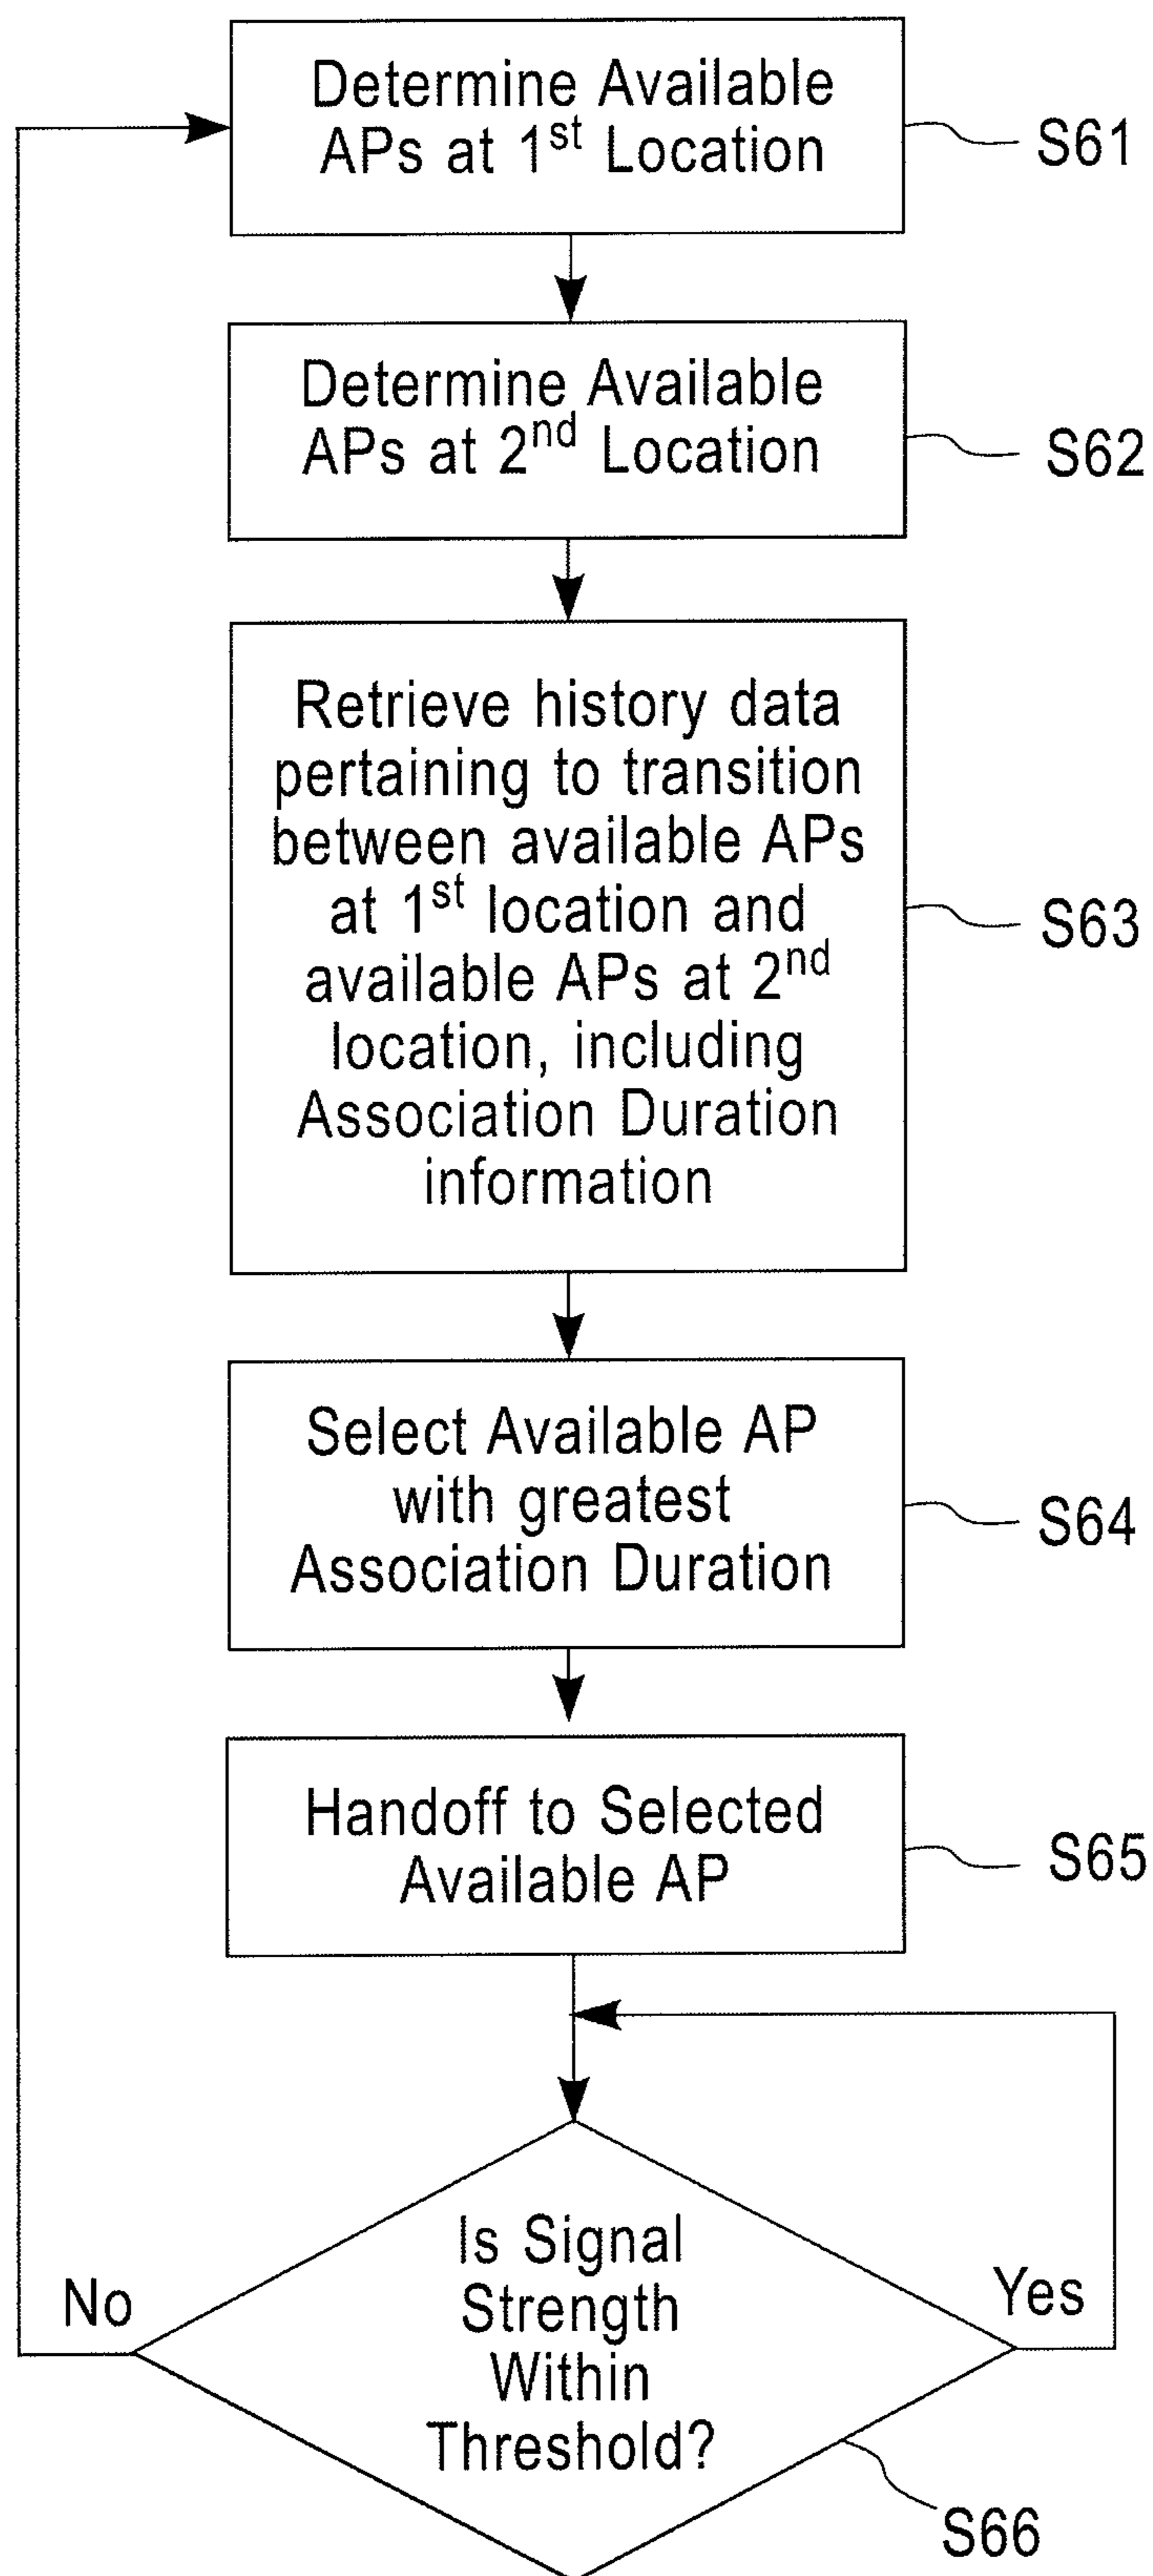 Determine Available
APs at 1st Location
S61
Determine Available
APs at 2nd Location
S62
Retrieve history data
pertaining to transition
between available APs
at 1st location and
available APs at 2nd
location, including
Association Duration
information
S63
Select Available AP
with greatest
Association Duration
S64
Handoff to Selected
Available AP
S65
Is Signal
Strength
Within
Threshold?
No
Yes
S66